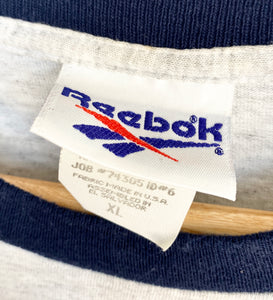 Reebok
JOB #74305 ID#6
FABRIC MADE IN U.S.A.
ASSEMBLED IN
EL SALVADOR
XL